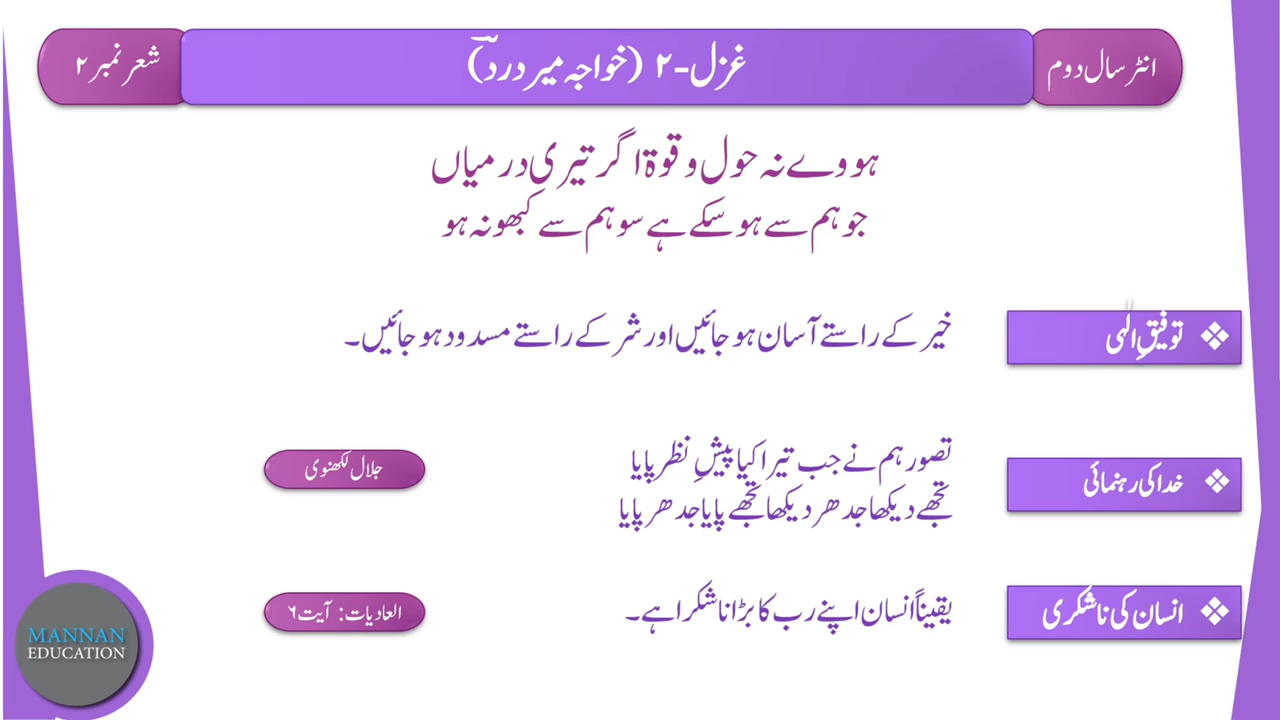 انٹر سال دوم
غزل-۲ (خواجہ میر دردؔ)
شعر نمبر ۲
ہووے نہ حول و قوۃ اگر تیری درمیاں
جو ہم سے ہو سکے ہے سو ہم سے کبھو نہ ہو
❖ توفیقِ الٰہی
خیر کے راستے آسان ہو جائیں اور شر کے راستے مسدود ہو جائیں۔
❖ خدا کی رہنمائی
تصور ہم نے جب تیرا کیا پیشِ نظر پایا
تجھے دیکھا جدھر دیکھا تجھے پایا جدھر پایا
جلال لکھنوی
❖ انسان کی ناشکری
یقیناً انسان اپنے رب کا بڑا ناشکرا ہے۔
العادیات: آیت ۶
MANNAN
EDUCATION